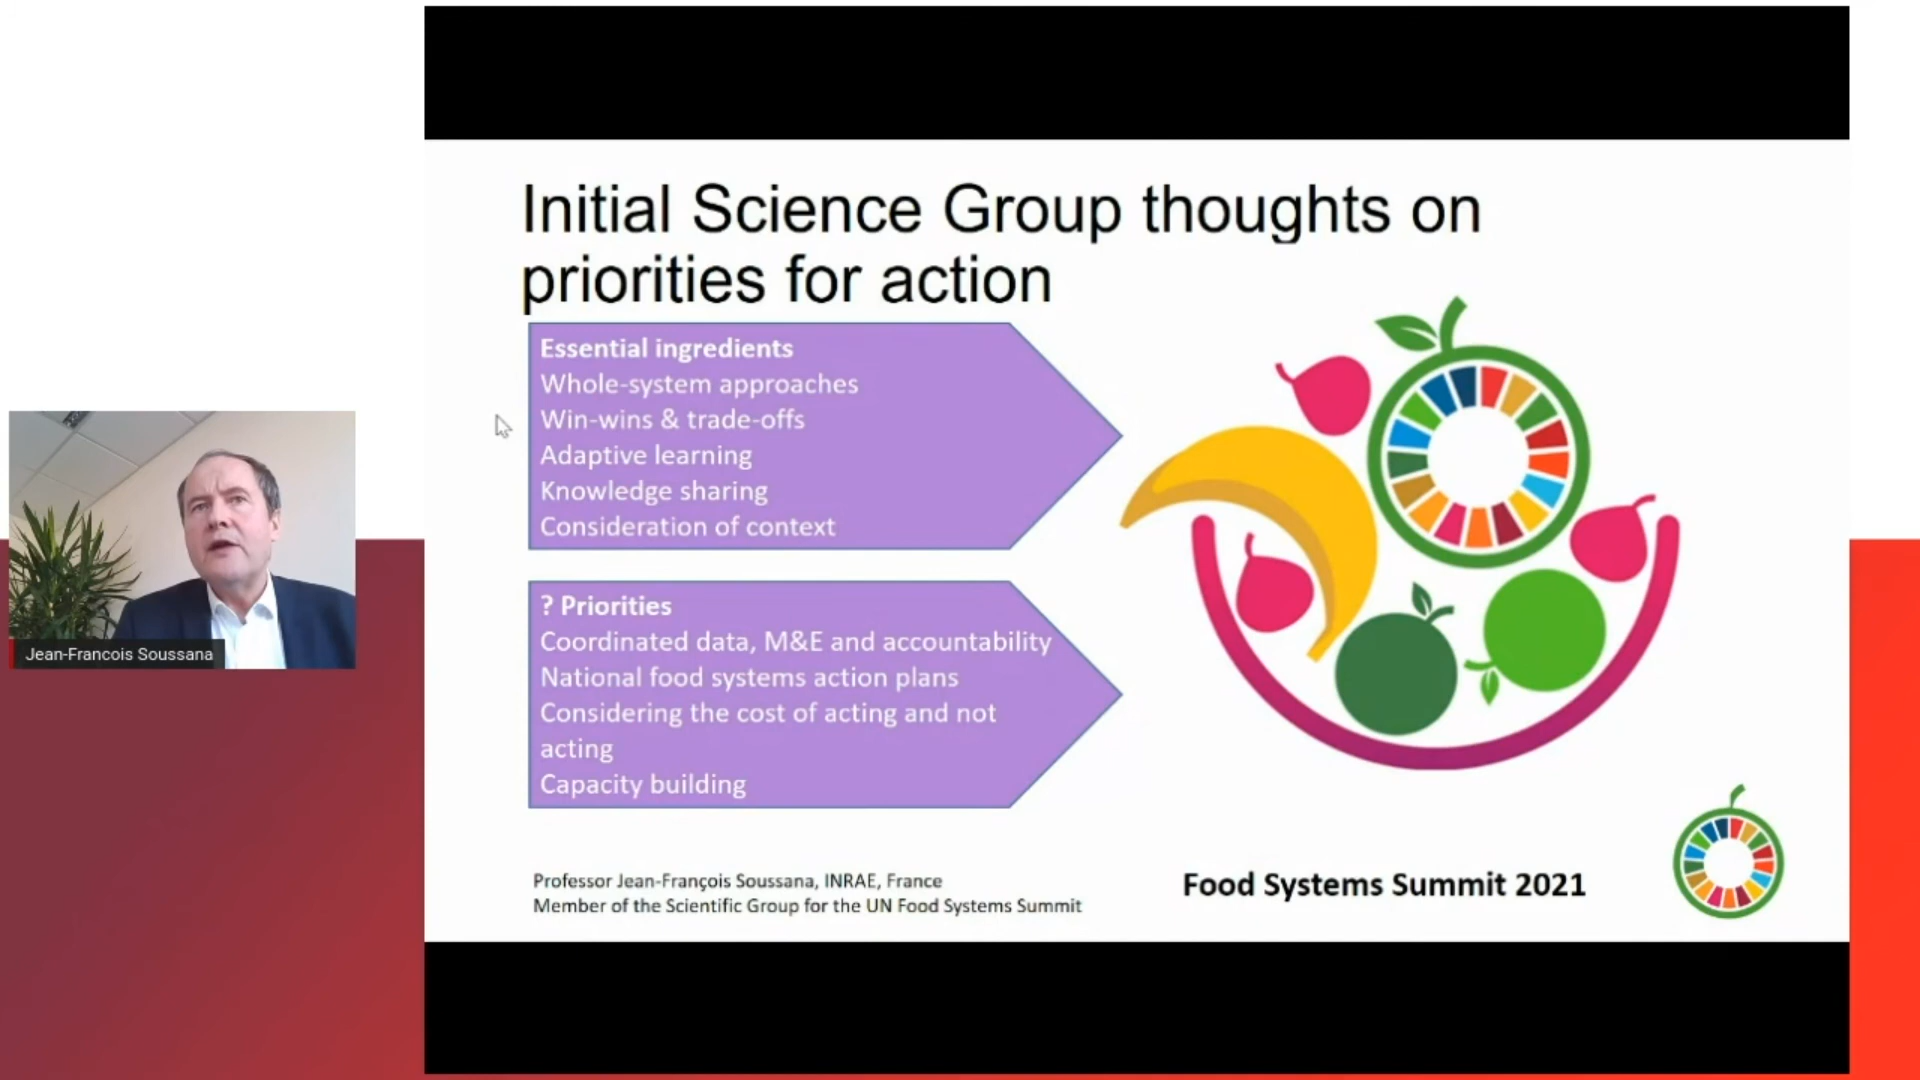 Initial Science Group thoughts on
priorities for action
Essential ingredients
Whole-system approaches
Win-wins & trade-offs
Adaptive learning
Knowledge sharing
Consideration of context
? Priorities
Coordinated data, M&E and accountability
National food systems action plans
Considering the cost of acting and not
acting
Capacity building
Jean-Francois Soussana
Professor Jean-François Soussana, INRAE, France
Member of the Scientific Group for the UN Food Systems Summit
Food Systems Summit 2021